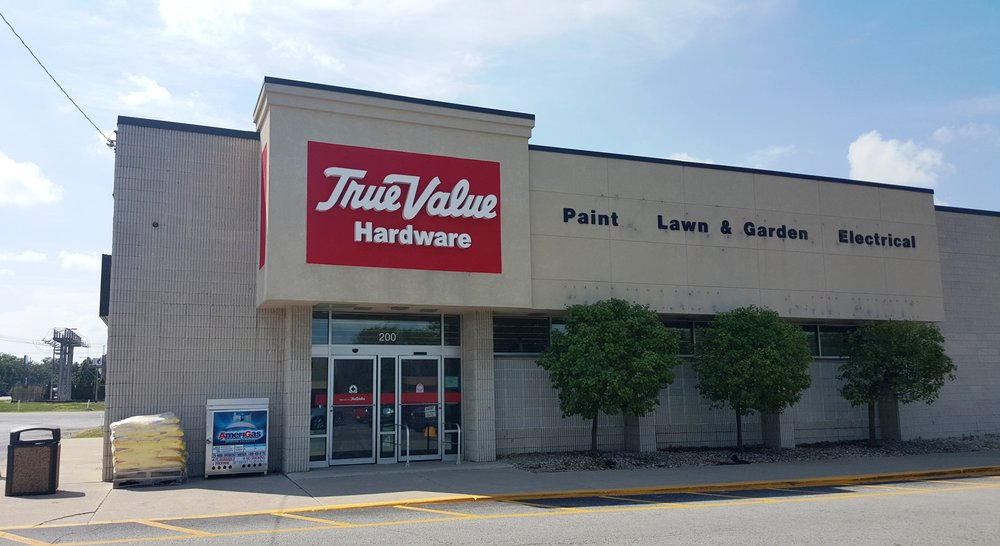 True Value
Hardware
Paint Lawn & Garden Electrical
200
AmeriGas